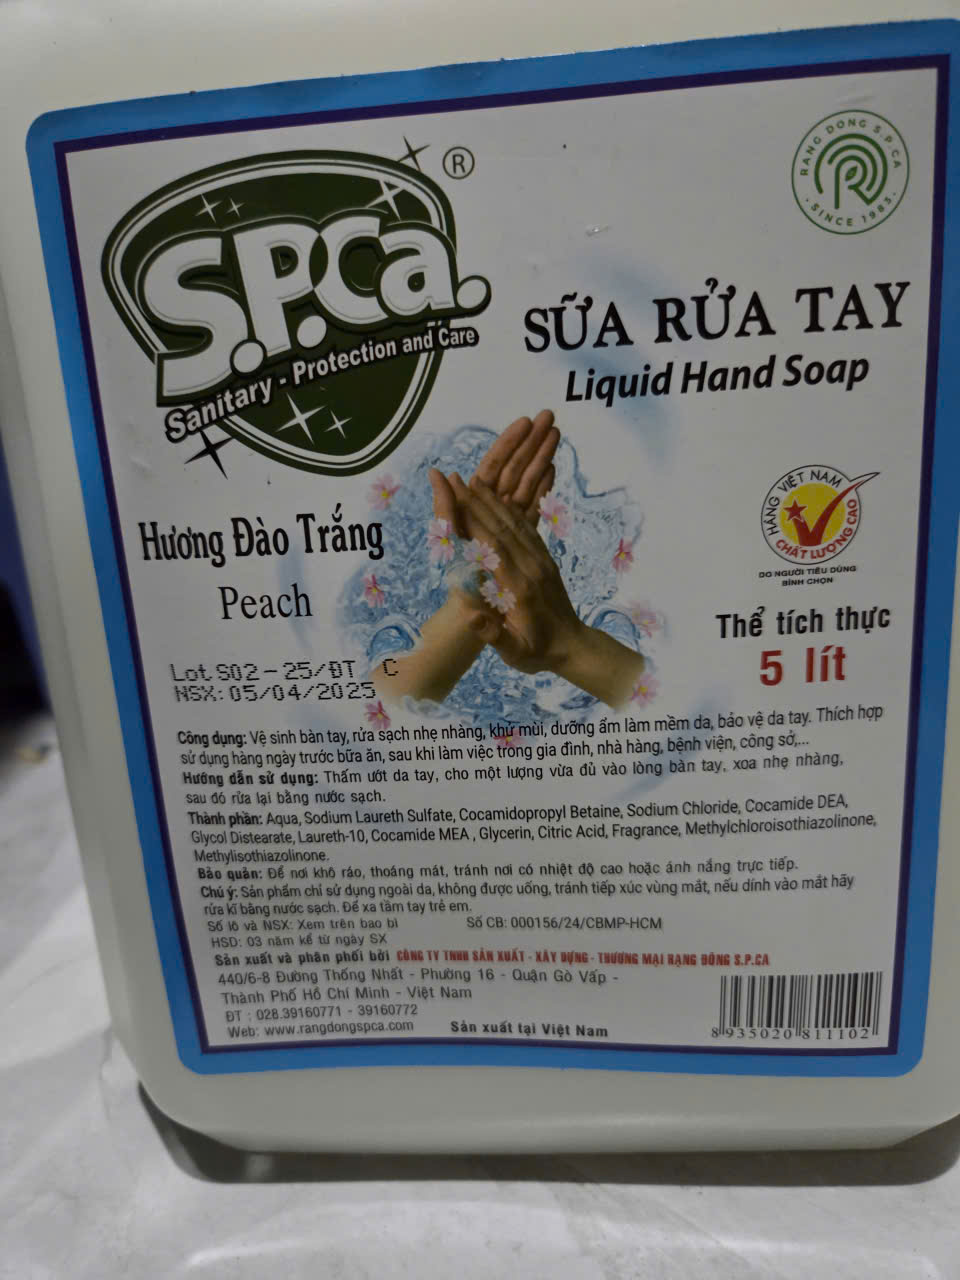 RANG DONG S.P.CA
SINCE 1983
S.P.Ca. ®
Sanitary - Protection and Care
SỮA RỬA TAY
Liquid Hand Soap
HÀNG VIỆT NAM
CHẤT LƯỢNG CAO
DO NGƯỜI TIÊU DÙNG
BÌNH CHỌN
Hương Đào Trắng
Peach
Thể tích thực
5 lít
Lot S02-25/ĐT C
NSX: 05/04/2025
Công dụng: Vệ sinh bàn tay, rửa sạch nhẹ nhàng, khử mùi, dưỡng ẩm làm mềm da, bảo vệ da tay. Thích hợp
sử dụng hàng ngày trước bữa ăn, sau khi làm việc trong gia đình, nhà hàng, bệnh viện, công sở,...
Hướng dẫn sử dụng: Thấm ướt da tay, cho một lượng vừa đủ vào lòng bàn tay, xoa nhẹ nhàng,
sau đó rửa lại bằng nước sạch.
Thành phần: Aqua, Sodium Laureth Sulfate, Cocamidopropyl Betaine, Sodium Chloride, Cocamide DEA,
Glycol Distearate, Laureth-10, Cocamide MEA , Glycerin, Citric Acid, Fragrance, Methylchloroisothiazolinone,
Methylisothiazolinone.
Bảo quản: Để nơi khô ráo, thoáng mát, tránh nơi có nhiệt độ cao hoặc ánh nắng trực tiếp.
Chú ý: Sản phẩm chỉ sử dụng ngoài da, không được uống, tránh tiếp xúc vùng mắt, nếu dính vào mắt hãy
rửa kĩ bằng nước sạch. Để xa tầm tay trẻ em.
Số lô và NSX: Xem trên bao bì Số CB: 000156/24/CBMP-HCM
HSD: 03 năm kể từ ngày SX
Sản xuất và phân phối bởi CÔNG TY TNHH SẢN XUẤT - XÂY DỰNG - THƯƠNG MẠI RẠNG ĐÔNG S.P.CA
440/6-8 Đường Thống Nhất - Phường 16 - Quận Gò Vấp -
Thành Phố Hồ Chí Minh - Việt Nam
ĐT : 028.39160771 - 39160772
Web: www.rangdongspca.com Sản xuất tại Việt Nam
8 935020 811102